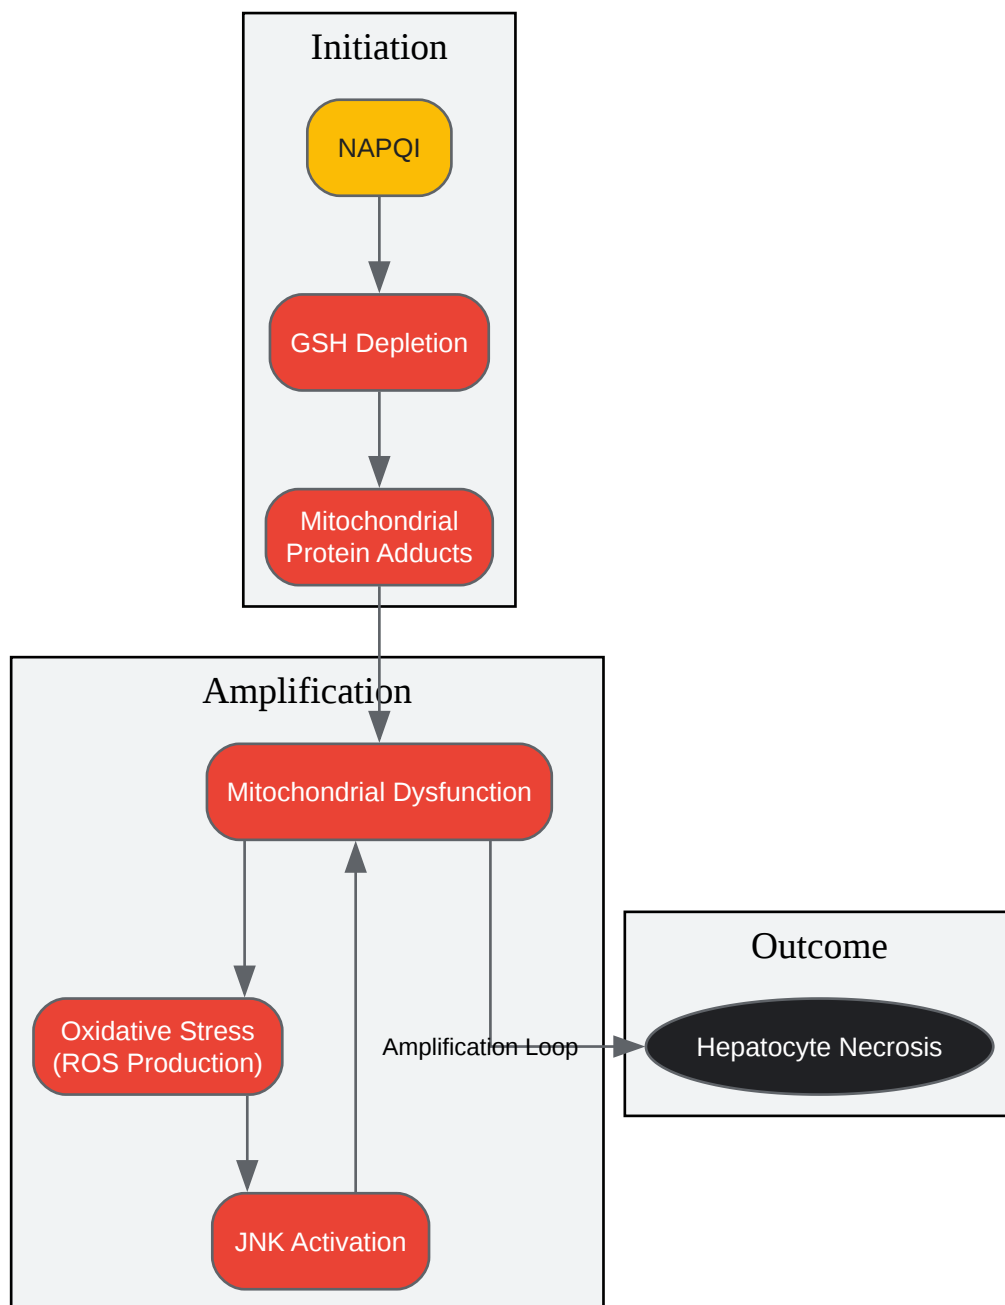 Initiation
NAPQI
GSH Depletion
Mitochondrial
Protein Adducts
Amplification
Mitochondrial Dysfunction
Outcome
Oxidative Stress
(ROS Production)
Amplification Loop
Hepatocyte Necrosis
JNK Activation